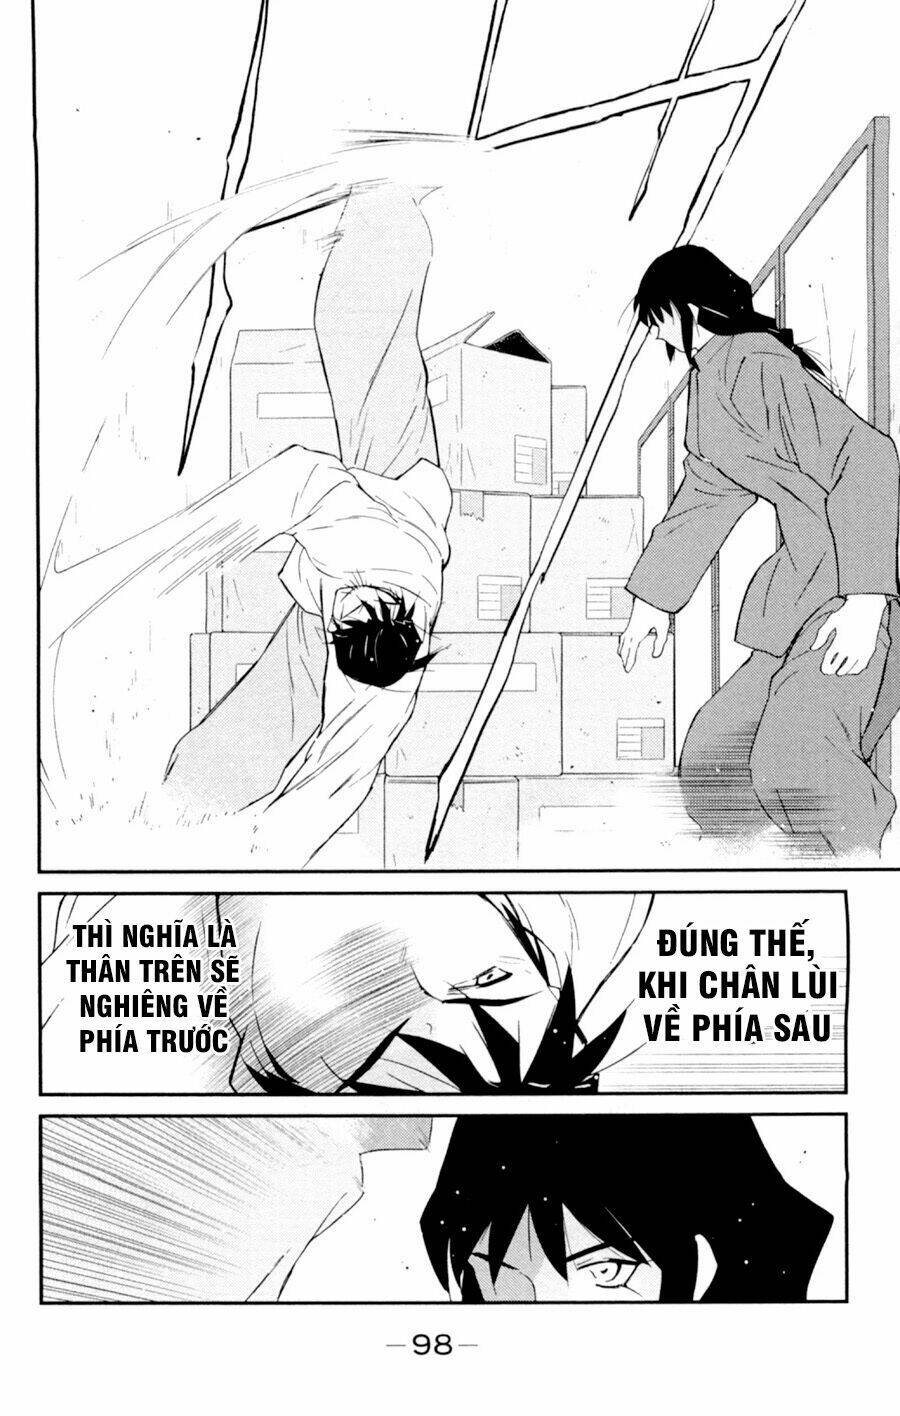 ĐÚNG THẾ,
KHI CHÂN LÙI
VỀ PHÍA SAU
THÌ NGHĨA LÀ
THÂN TRÊN SẼ
NGHIÊNG VỀ
PHÍA TRƯỚC
—98—